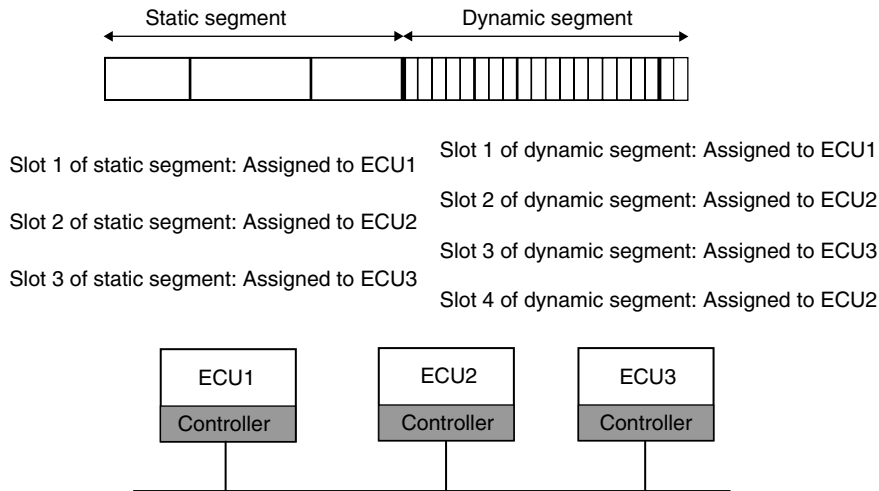 Static segment
Dynamic segment
Slot 1 of static segment: Assigned to ECU1
Slot 2 of static segment: Assigned to ECU2
Slot 3 of static segment: Assigned to ECU3
Slot 1 of dynamic segment: Assigned to ECU1
Slot 2 of dynamic segment: Assigned to ECU2
Slot 3 of dynamic segment: Assigned to ECU3
Slot 4 of dynamic segment: Assigned to ECU2
ECU1
Controller
ECU2
Controller
ECU3
Controller